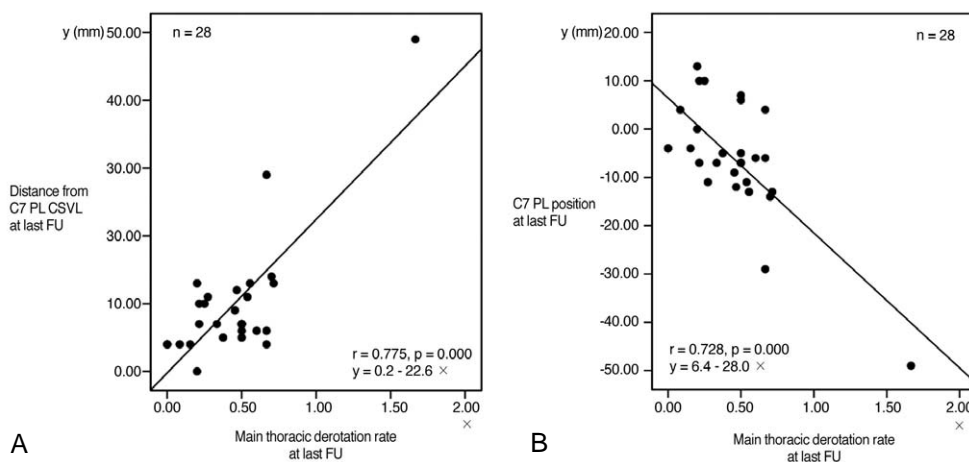 y (mm)
50.00
n = 28
40.00
30.00
Distance from
C7 PL CSVL
at last FU
30.00
10.00
0.00
r = 0.775, p = 0.000
y = 0.2 - 22.6 ×
0.00 0.50 1.00 1.50 2.00
×
Main thoracic derotation rate
at last FU
A
y (mm)
20.00
n = 28
10.00
0.00
-10.00
C7 PL position
at last FU
-20.00
-30.00
-40.00
-50.00
r = 0.728, p = 0.000
y = 6.4 - 28.0 ×
0.00 0.50 1.00 1.50 2.00
×
Main thoracic derotation rate
at last FU
B